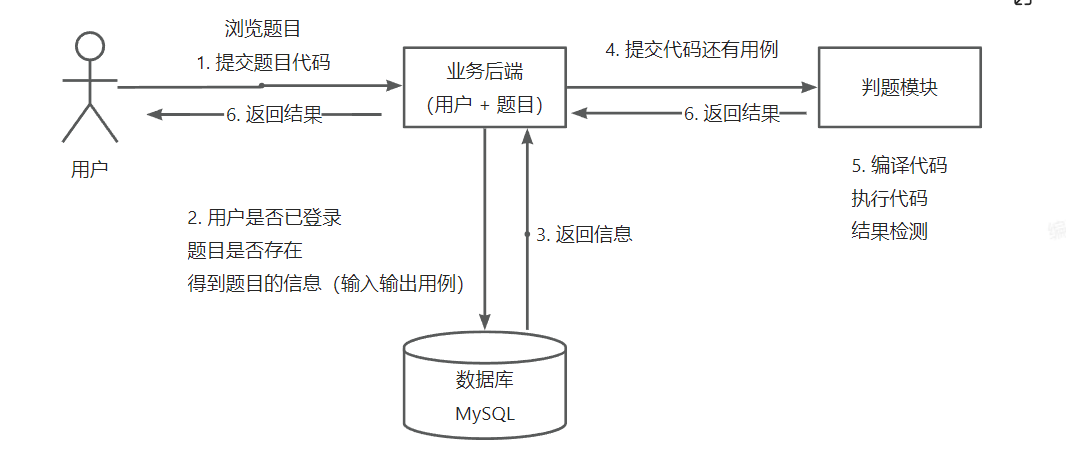 浏览题目
1. 提交题目代码
6. 返回结果
用户
业务后端
（用户 + 题目）
4. 提交代码还有用例
6. 返回结果
判题模块
5. 编译代码
执行代码
结果检测
2. 用户是否已登录
题目是否存在
得到题目的信息（输入输出用例）
3. 返回信息
数据库
MySQL